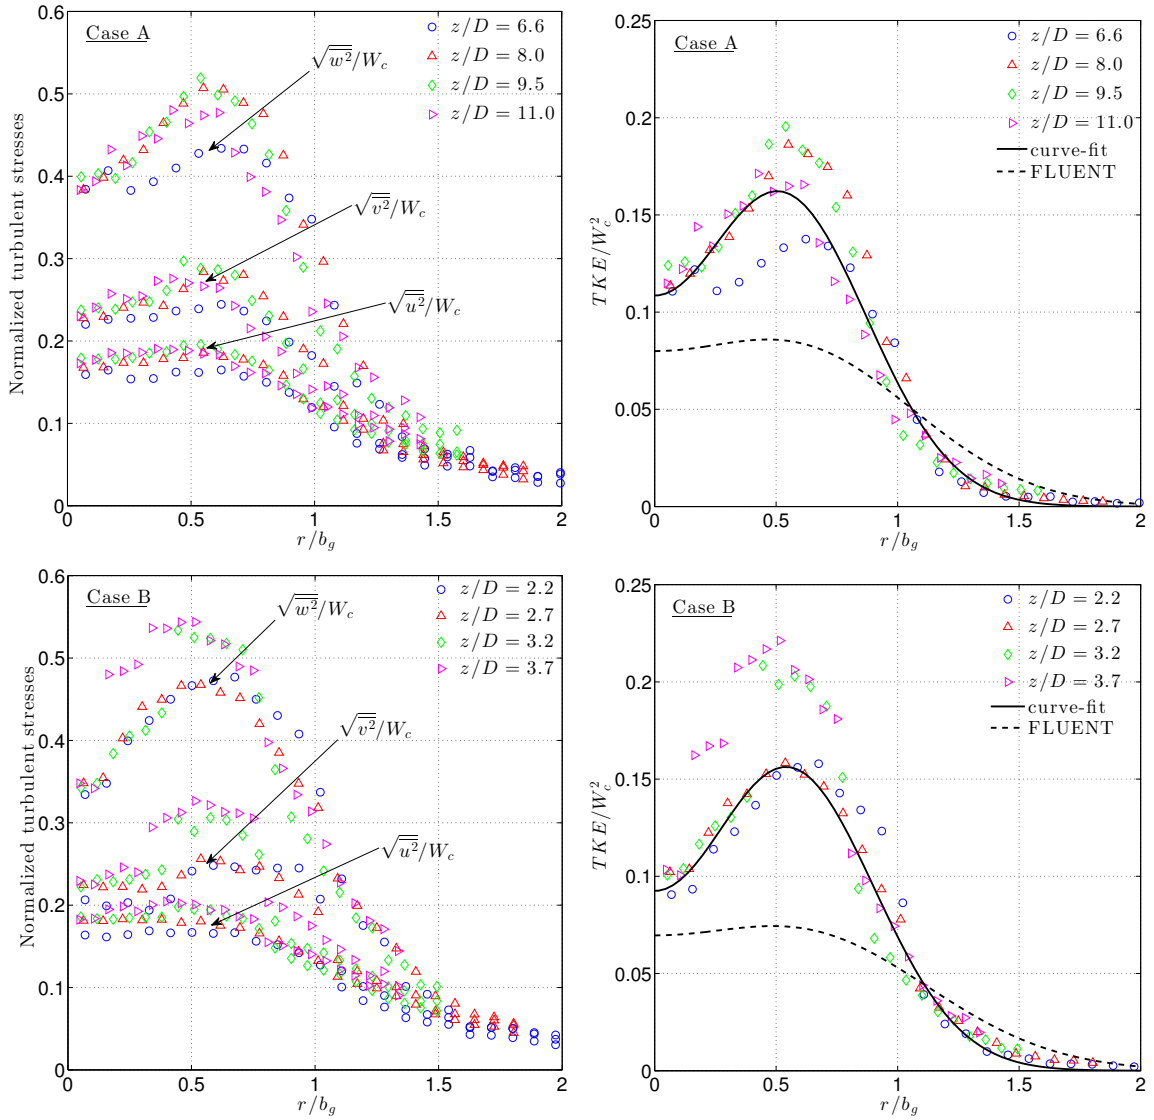 Case A
z/D = 6.6
z/D = 8.0
z/D = 9.5
z/D = 11.0
√w²/W_c
√v²/W_c
√u²/W_c
Normalized turbulent stresses
0.6
0.5
0.4
0.3
0.2
0.1
0
0 0.5 1 1.5 2
r/b_g
Case A
z/D = 6.6
z/D = 8.0
z/D = 9.5
z/D = 11.0
curve-fit
FLUENT
TKE/W_c²
0.25
0.2
0.15
0.1
0.05
0
0 0.5 1 1.5 2
r/b_g
Case B
z/D = 2.2
z/D = 2.7
z/D = 3.2
z/D = 3.7
√w²/W_c
√v²/W_c
√u²/W_c
Normalized turbulent stresses
0.6
0.5
0.4
0.3
0.2
0.1
0
0 0.5 1 1.5 2
r/b_g
Case B
z/D = 2.2
z/D = 2.7
z/D = 3.2
z/D = 3.7
curve-fit
FLUENT
TKE/W_c²
0.25
0.2
0.15
0.1
0.05
0
0 0.5 1 1.5 2
r/b_g